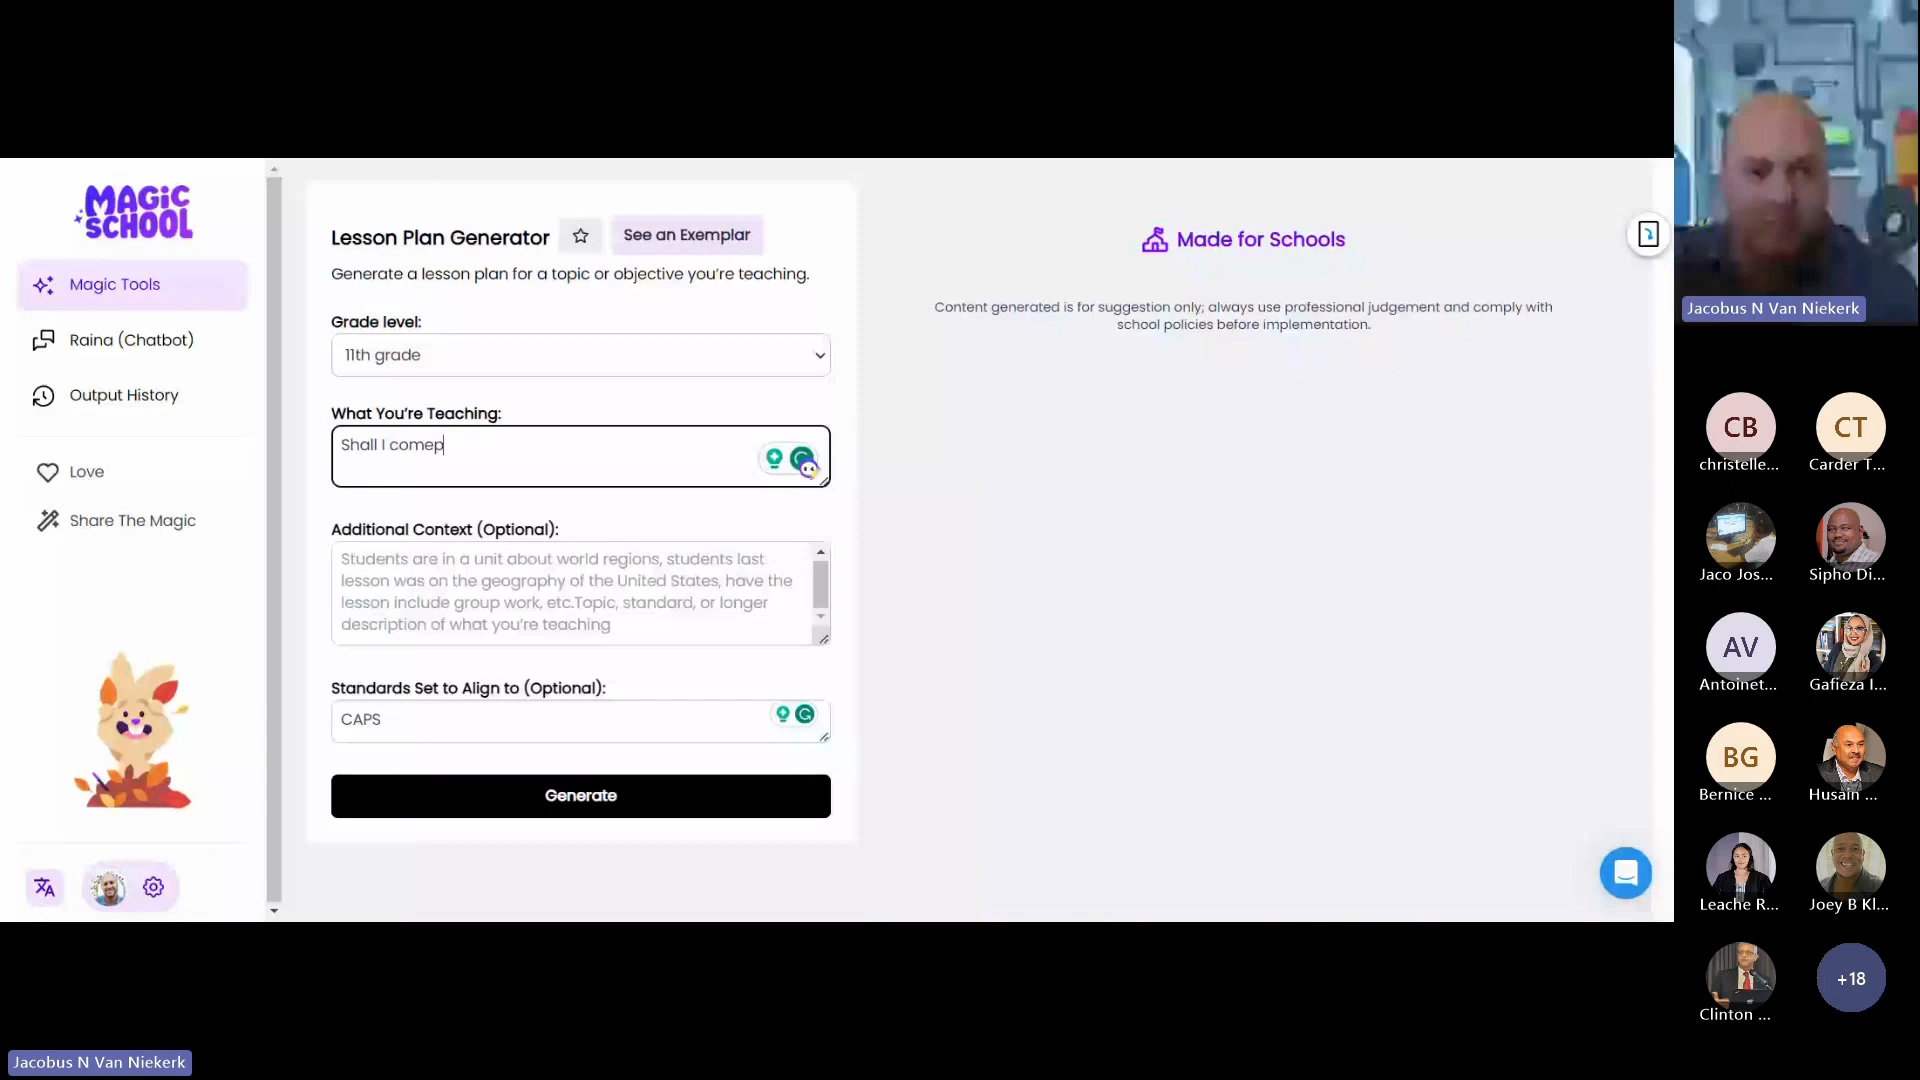 MAGIC
SCHOOL
Magic Tools
Raina (Chatbot)
Output History
Love
Share The Magic
Lesson Plan Generator
See an Exemplar
Generate a lesson plan for a topic or objective you're teaching.
Grade level:
11th grade
What You're Teaching:
Shall I comep
Additional Context (Optional):
Students are in a unit about world regions, students last
lesson was on the geography of the United States, have the
lesson include group work, etc.Topic, standard, or longer
description of what you're teaching
Standards Set to Align to (Optional):
CAPS
Generate
Made for Schools
Content generated is for suggestion only; always use professional judgement and comply with
school policies before implementation.
Jacobus N Van Niekerk
CB
christelle...
CT
Carder T...
Jaco Jos...
Sipho Di...
AV
Antoinet...
Gafieza I...
BG
Bernice ...
Husain ...
Leache R...
Joey B Kl...
Clinton ...
+18
Jacobus N Van Niekerk